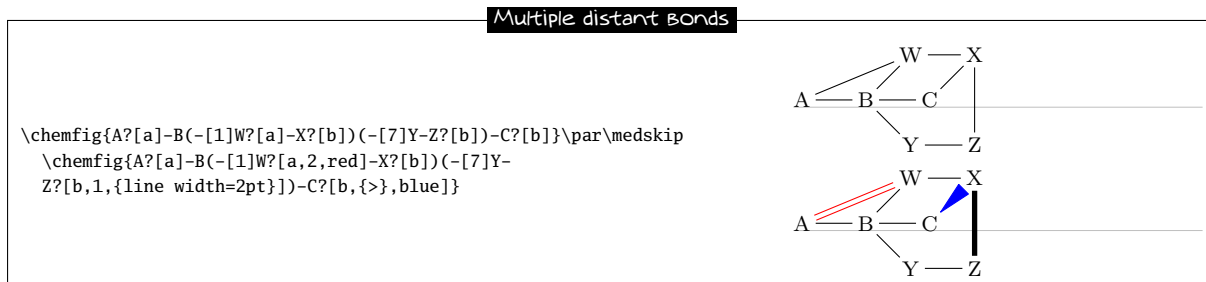 Multiple distant Bonds
\chemfig{A?[a]-B(-[1]W?[a]-X?[b])(-[7]Y-Z?[b])-C?[b]}\par\medskip
\chemfig{A?[a]-B(-[1]W?[a,2,red]-X?[b])(-[7]Y-
Z?[b,1,{line width=2pt}])-C?[b,{>},blue]}
W X
A B C
Y Z
W X
A B C
Y Z